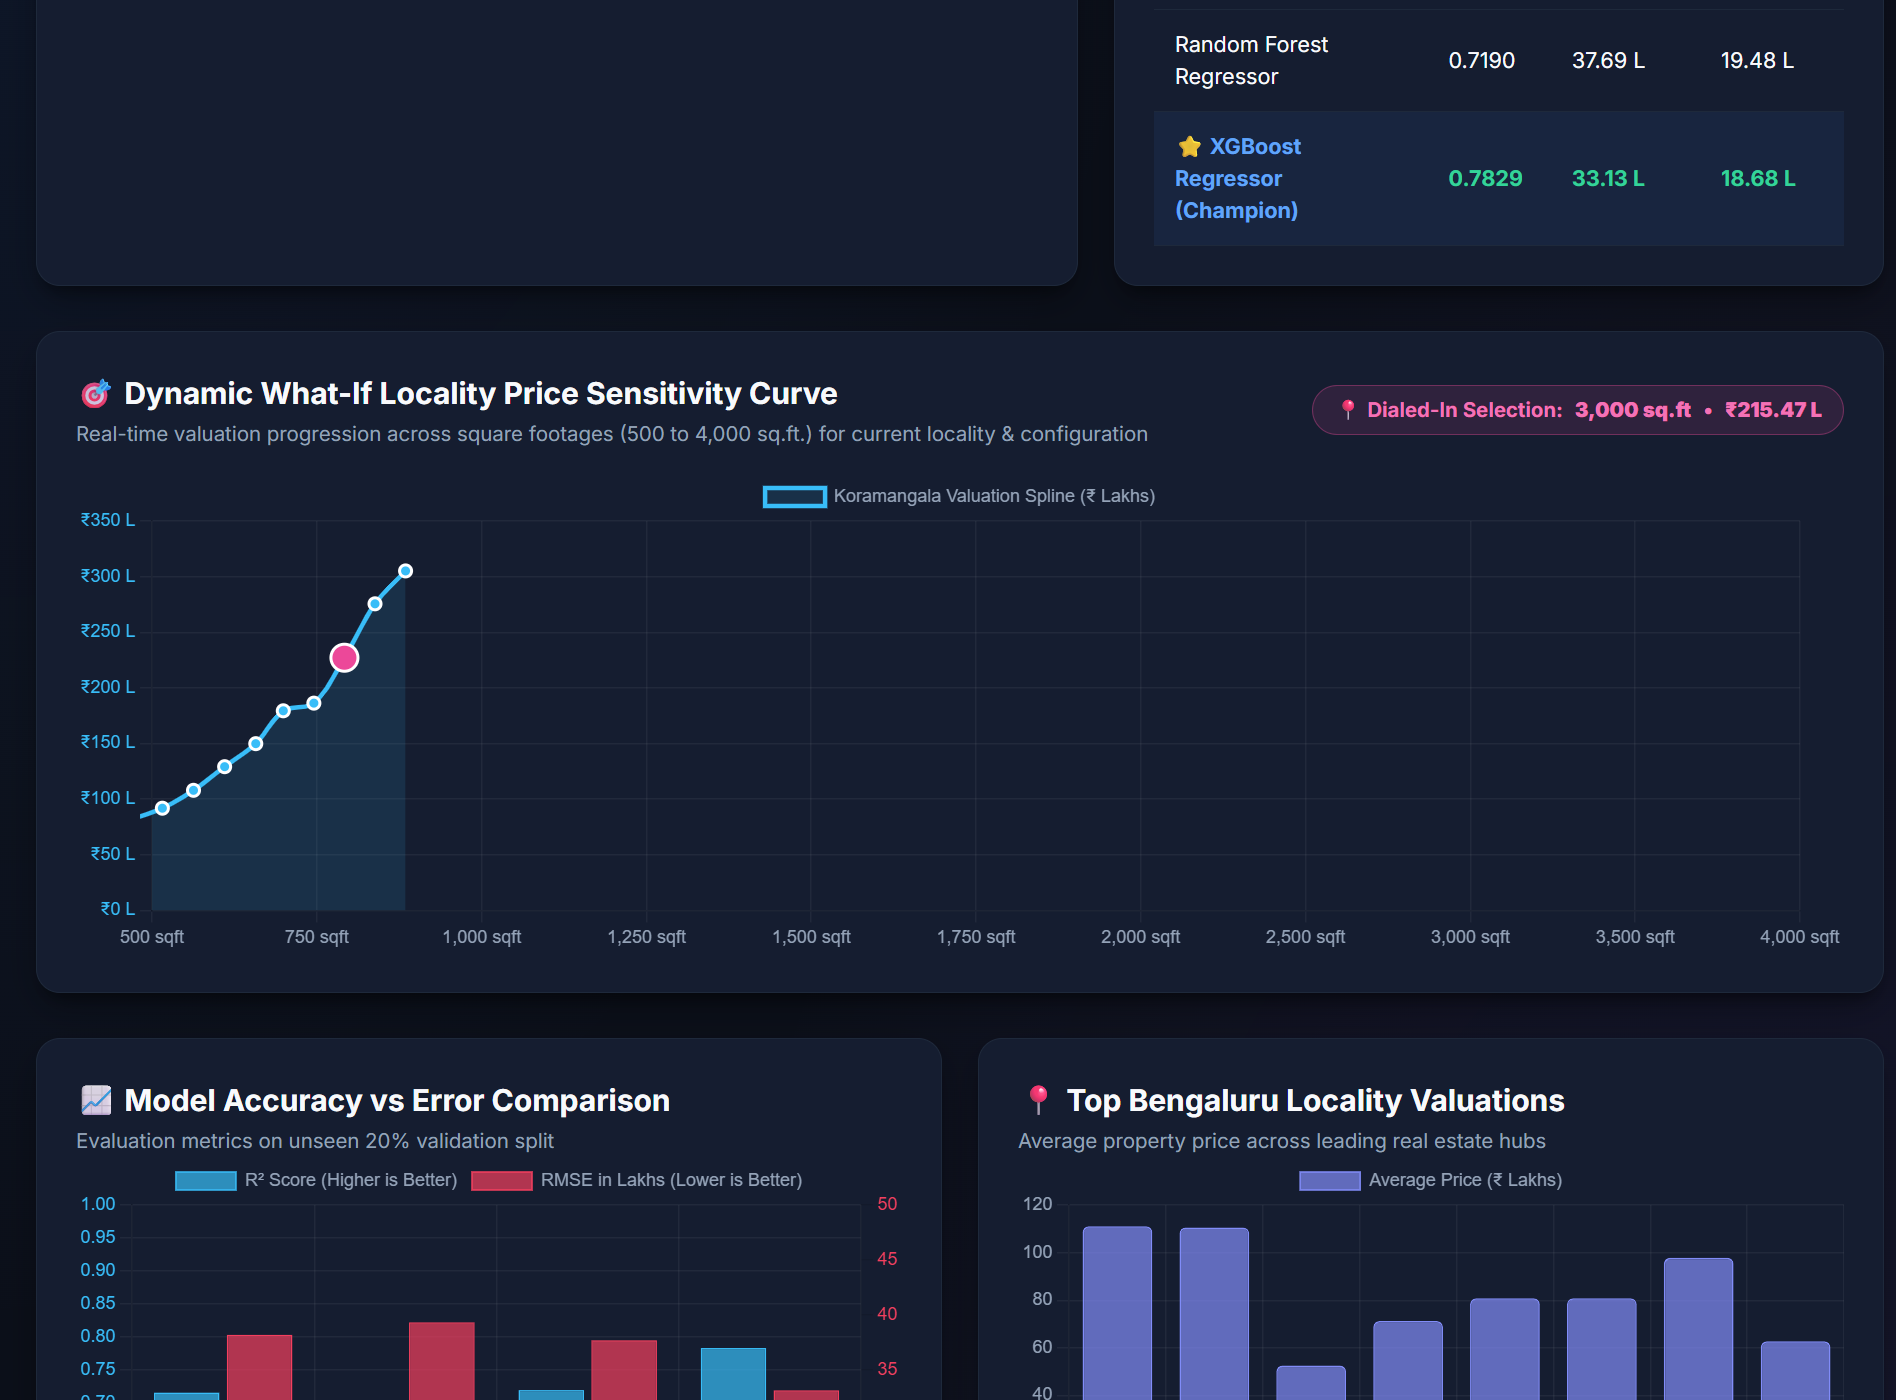 Random Forest
Regressor
0.7190
37.69 L
19.48 L
XGBoost
Regressor
(Champion)
0.7829
33.13 L
18.68 L
Dynamic What-If Locality Price Sensitivity Curve
Real-time valuation progression across square footages (500 to 4,000 sq.ft.) for current locality & configuration
Dialed-In Selection: 3,000 sq.ft • ₹215.47 L
Koramangala Valuation Spline (₹ Lakhs)
₹350 L
₹300 L
₹250 L
₹200 L
₹150 L
₹100 L
₹50 L
₹0 L
500 sqft
750 sqft
1,000 sqft
1,250 sqft
1,500 sqft
1,750 sqft
2,000 sqft
2,500 sqft
3,000 sqft
3,500 sqft
4,000 sqft
Model Accuracy vs Error Comparison
Evaluation metrics on unseen 20% validation split
R² Score (Higher is Better)
RMSE in Lakhs (Lower is Better)
1.00
0.95
0.90
0.85
0.80
0.75
0.70
50
45
40
35
Top Bengaluru Locality Valuations
Average property price across leading real estate hubs
Average Price (₹ Lakhs)
120
100
80
60
40